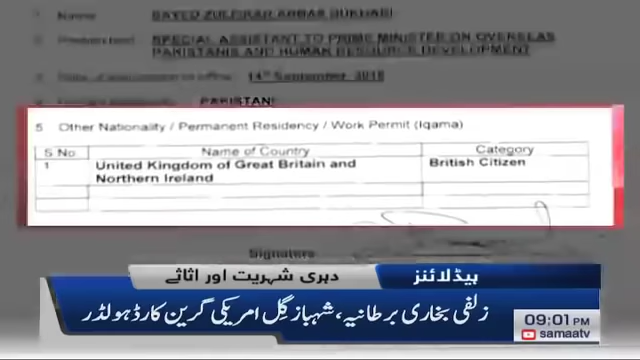 Name
SAYED ZULFIKAR ABBAS BUKHARI
SPECIAL ASSISTANT TO PRIME MINISTER ON OVERSEAS
PAKISTANIS AND HUMAN RESOURCE DEVELOPMENT
14th September, 2018
PAKISTANI
5 Other Nationality / Permanent Residency / Work Permit (Iqama)
S No Name of Country Category
1 United Kingdom of Great Britain and British Citizen
Northern Ireland
Signature
ہیڈلائنز دہری شہریت اور اثاثے
زلفی بخاری برطانیہ، شہباز گِل امریکی گرین کارڈ ہولڈر
09:01 PM
samaatv